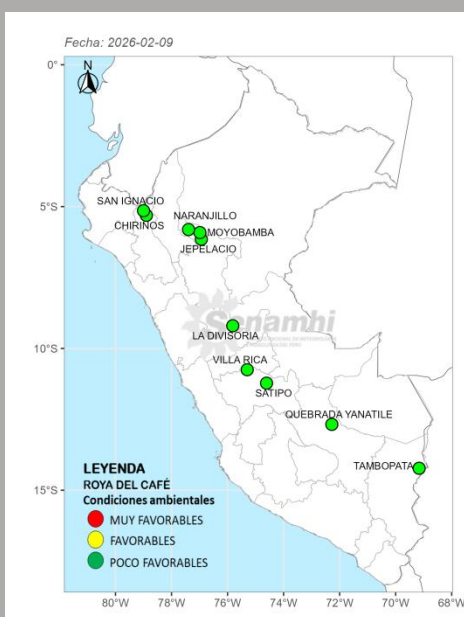 Fecha: 2026-02-09
N
0°
SAN IGNACIO
CHIRINOS
NARANJILLO
MOYOBAMBA
JEPELACIO
5°S
Senamhi
LA DIVISORIA
10°S
VILLA RICA
SATIPO
QUEBRADA YANATILE
TAMBOPATA
LEYENDA
ROYA DEL CAFÉ
Condiciones ambientales
MUY FAVORABLES
FAVORABLES
POCO FAVORABLES
15°S
80°W 78°W 76°W 74°W 72°W 70°W 68°W